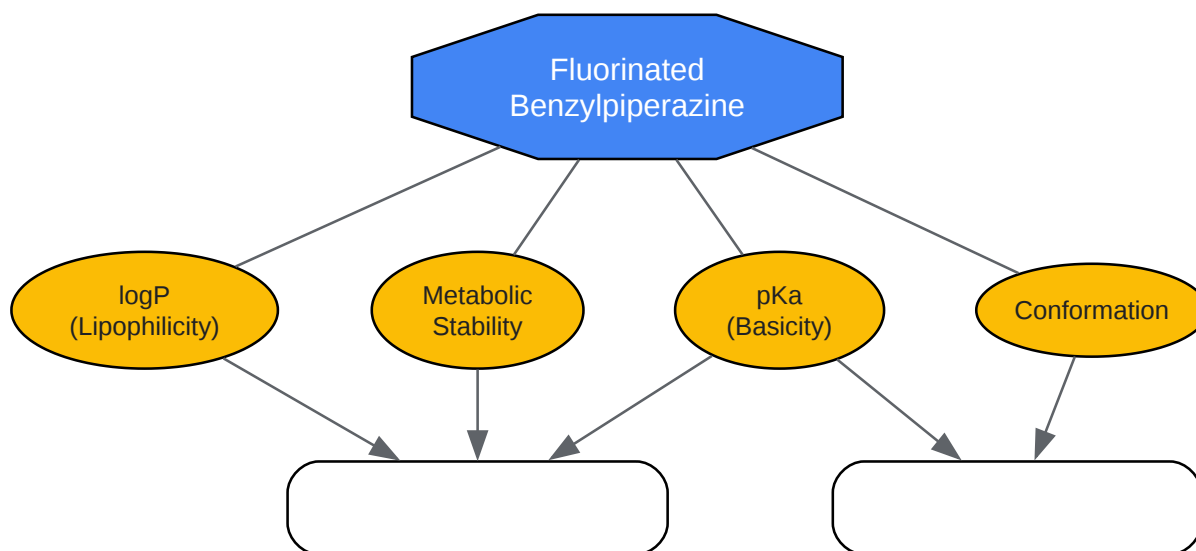 Fluorinated
Benzylpiperazine
logP
(Lipophilicity)
Metabolic
Stability
pKa
(Basicity)
Conformation